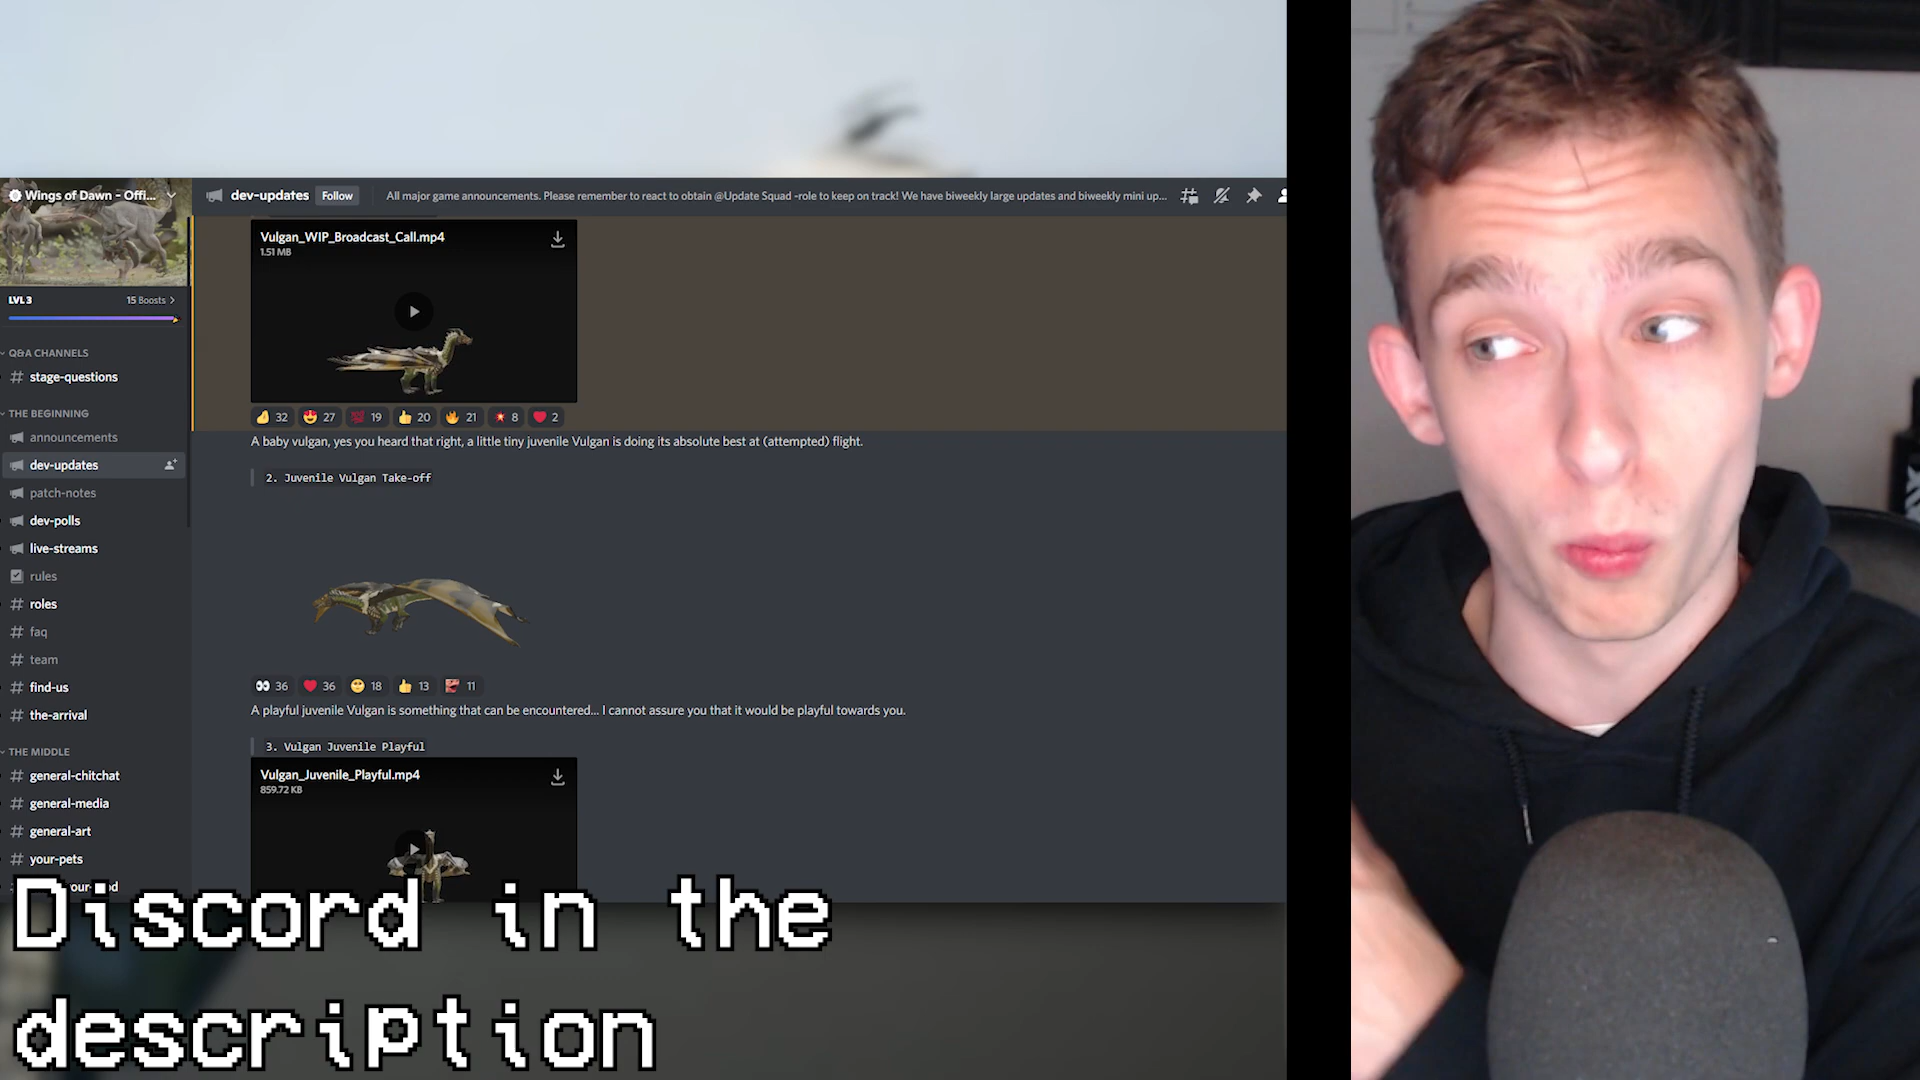 Wings of Dawn - Offi...
dev-updates
Follow
All major game announcements. Please remember to react to obtain @Update Squad -role to keep on track! We have biweekly large updates and biweekly mini up...
LVL 3
15 Boosts
Q&A CHANNELS
stage-questions
THE BEGINNING
announcements
dev-updates
patch-notes
dev-polls
live-streams
rules
roles
faq
team
find-us
the-arrival
THE MIDDLE
general-chitchat
general-media
general-art
your-pets
Vulgan_WIP_Broadcast_Call.mp4
1.51 MB
32 27 19 20 21 8 2
A baby vulgan, yes you heard that right, a little tiny juvenile Vulgan is doing its absolute best at (attempted) flight.
2. Juvenile Vulgan Take-off
36 36 18 13 11
A playful juvenile Vulgan is something that can be encountered... I cannot assure you that it would be playful towards you.
3. Vulgan Juvenile Playful
Vulgan_Juvenile_Playful.mp4
859.72 KB
Discord in the
description